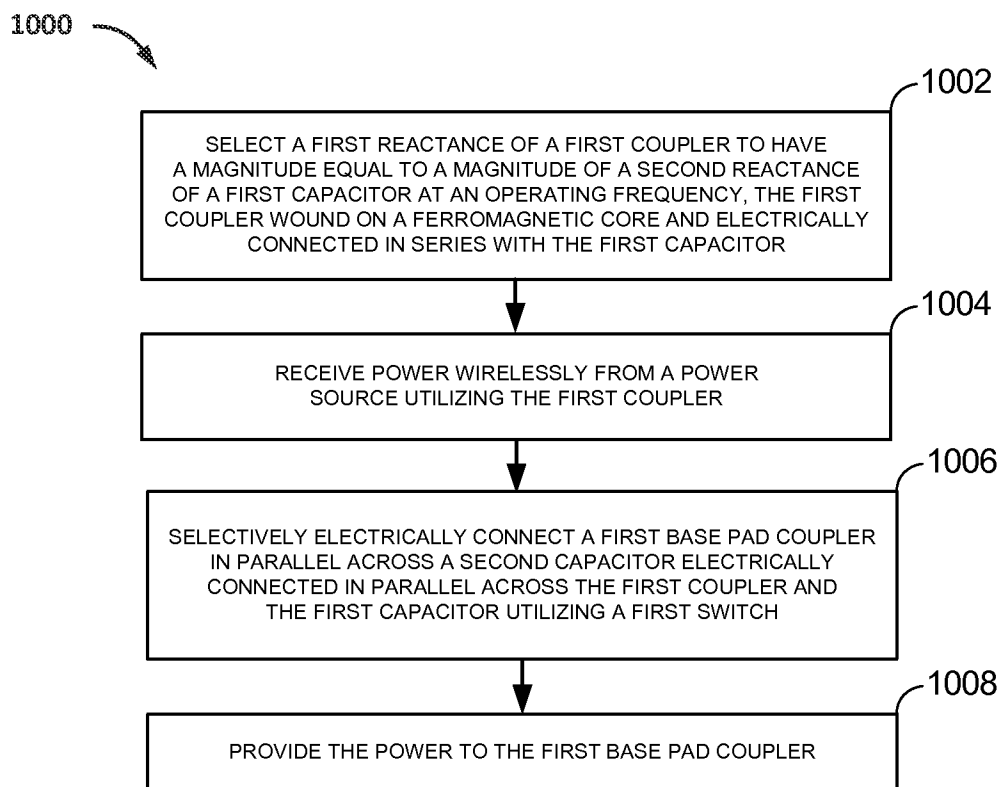 1000
1002
SELECT A FIRST REACTANCE OF A FIRST COUPLER TO HAVE
A MAGNITUDE EQUAL TO A MAGNITUDE OF A SECOND REACTANCE
OF A FIRST CAPACITOR AT AN OPERATING FREQUENCY, THE FIRST
COUPLER WOUND ON A FERROMAGNETIC CORE AND ELECTRICALLY
CONNECTED IN SERIES WITH THE FIRST CAPACITOR
1004
RECEIVE POWER WIRELESSLY FROM A POWER
SOURCE UTILIZING THE FIRST COUPLER
1006
SELECTIVELY ELECTRICALLY CONNECT A FIRST BASE PAD COUPLER
IN PARALLEL ACROSS A SECOND CAPACITOR ELECTRICALLY
CONNECTED IN PARALLEL ACROSS THE FIRST COUPLER AND
THE FIRST CAPACITOR UTILIZING A FIRST SWITCH
1008
PROVIDE THE POWER TO THE FIRST BASE PAD COUPLER